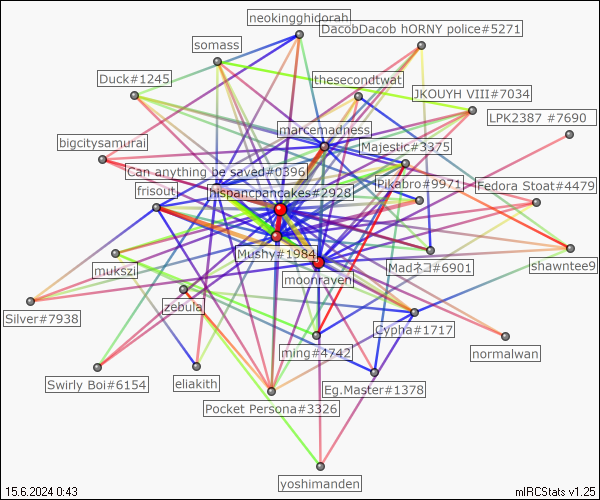 neokingghidorah
DacobDacob hORNY police#5271
somass
Duck#1245
thesecondtwat
JKOUYH VIII#7034
LPK2387 #7690
marcemadness
bigcitysamurai
Majestic#3375
Can anything be saved#0396
Pikabro#9971
Fedora Stoat#4479
frisout
hispancpancakes#2928
Mushy#1984
mukszi
Madネコ#6901
shawntee9
moonraven
Silver#7938
zebula
Cypha#1717
ming#4742
normalwan
Swirly Boi#6154
eliakith
Eg.Master#1378
Pocket Persona#3326
yoshimanden
15.6.2024 0:43
mIRCStats v1.25